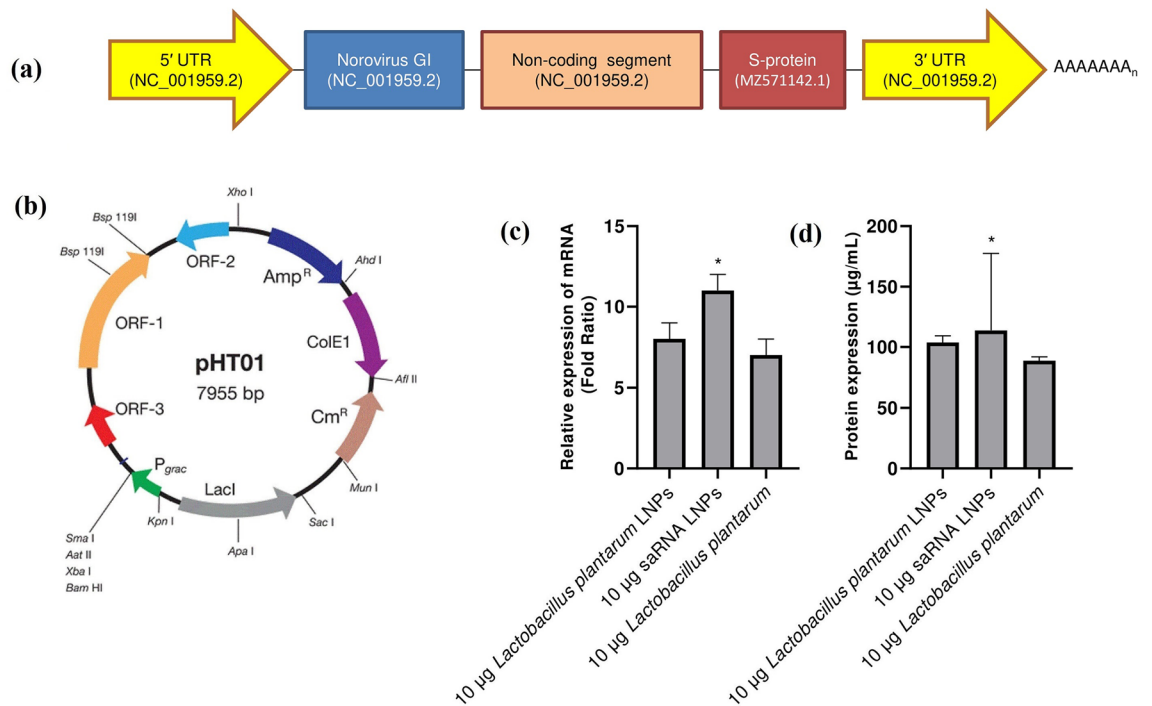 (a)
5′ UTR
(NC_001959.2)
Norovirus GI
(NC_001959.2)
Non-coding segment
(NC_001959.2)
S-protein
(MZ571142.1)
3′ UTR
(NC_001959.2)
AAAAAAAn
(b)
Xho I
Bsp 119I
Bsp 119I
ORF-2
AmpR
Ahd I
ORF-1
ColE1
pHT01
7955 bp
Afl II
ORF-3
CmR
Pgrac
LacI
Mun I
Kpn I
Sac I
Apa I
Sma I
Aat II
Xba I
Bam HI
(c)
Relative expression of mRNA
(Fold Ratio)
15
10
5
0
*
10 µg Lactobacillus plantarum LNPs
10 µg saRNA LNPs
10 µg Lactobacillus plantarum
(d)
Protein expression (µg/mL)
200
150
100
50
0
*
10 µg Lactobacillus plantarum LNPs
10 µg saRNA LNPs
10 µg Lactobacillus plantarum